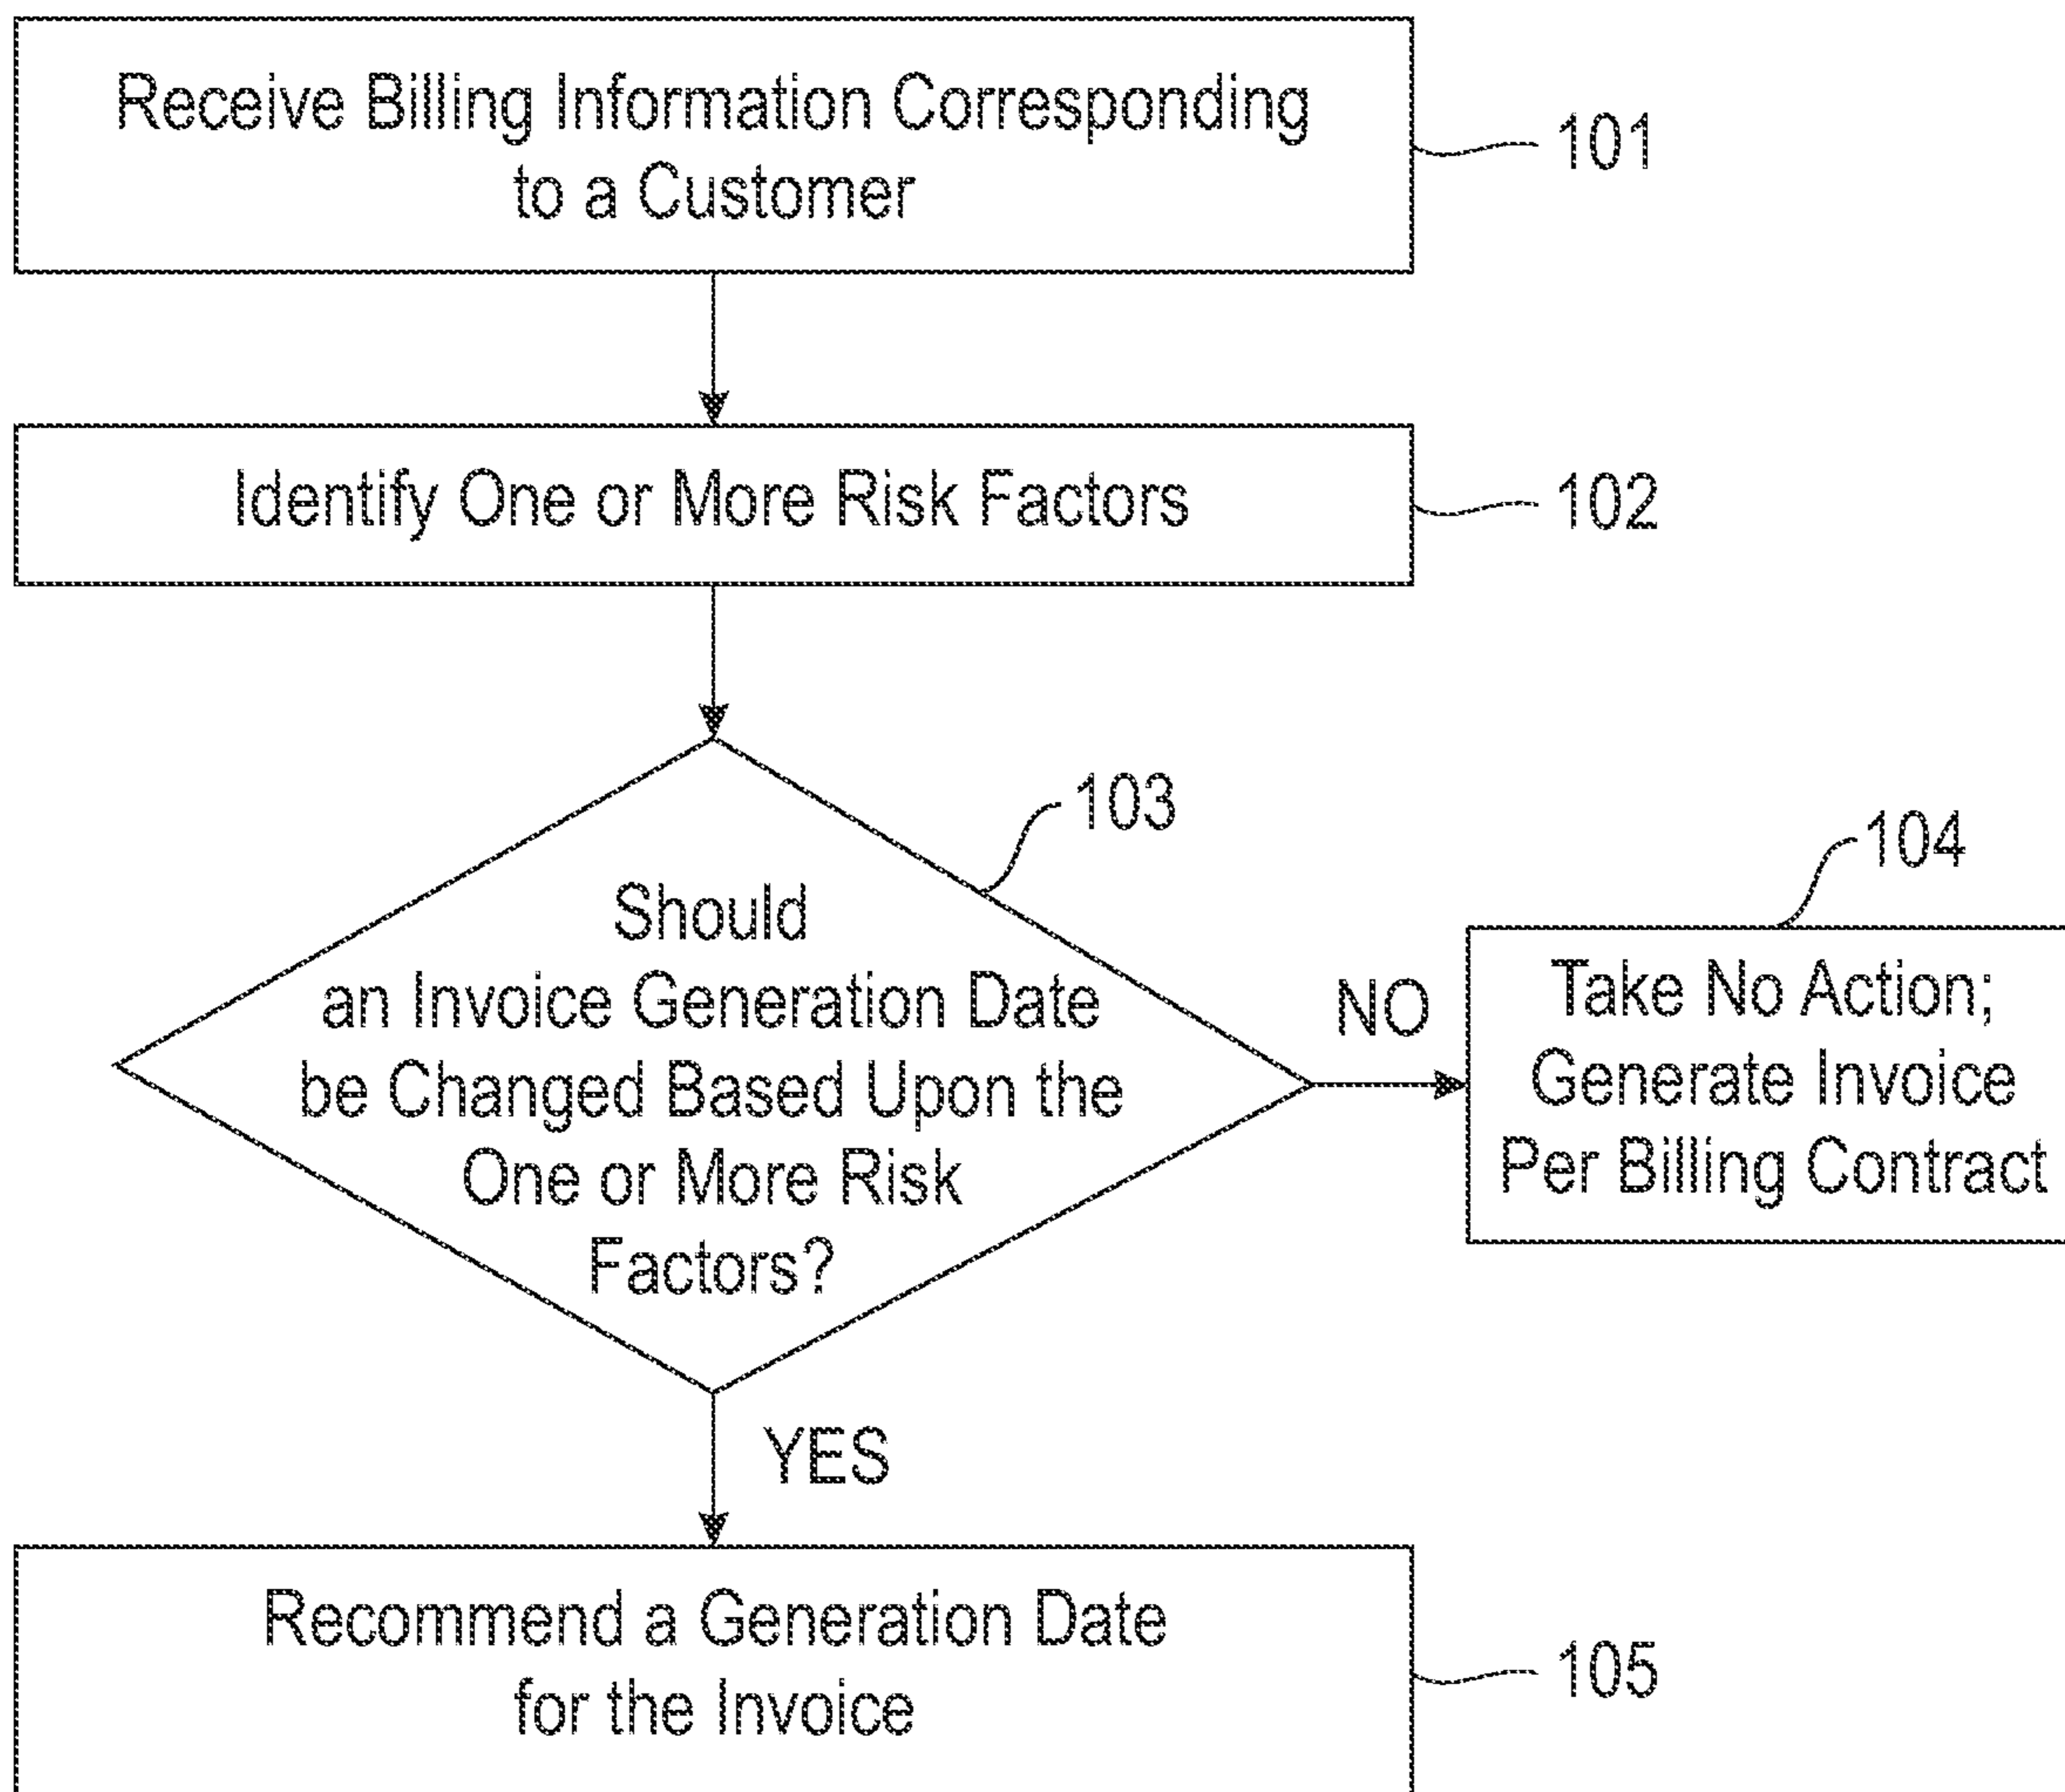 Receive Billing Information Corresponding
to a Customer
101
Identify One or More Risk Factors
102
103
Should
an Invoice Generation Date
be Changed Based Upon the
One or More Risk
Factors?
NO
104
Take No Action;
Generate Invoice
Per Billing Contract
YES
Recommend a Generation Date
for the Invoice
105